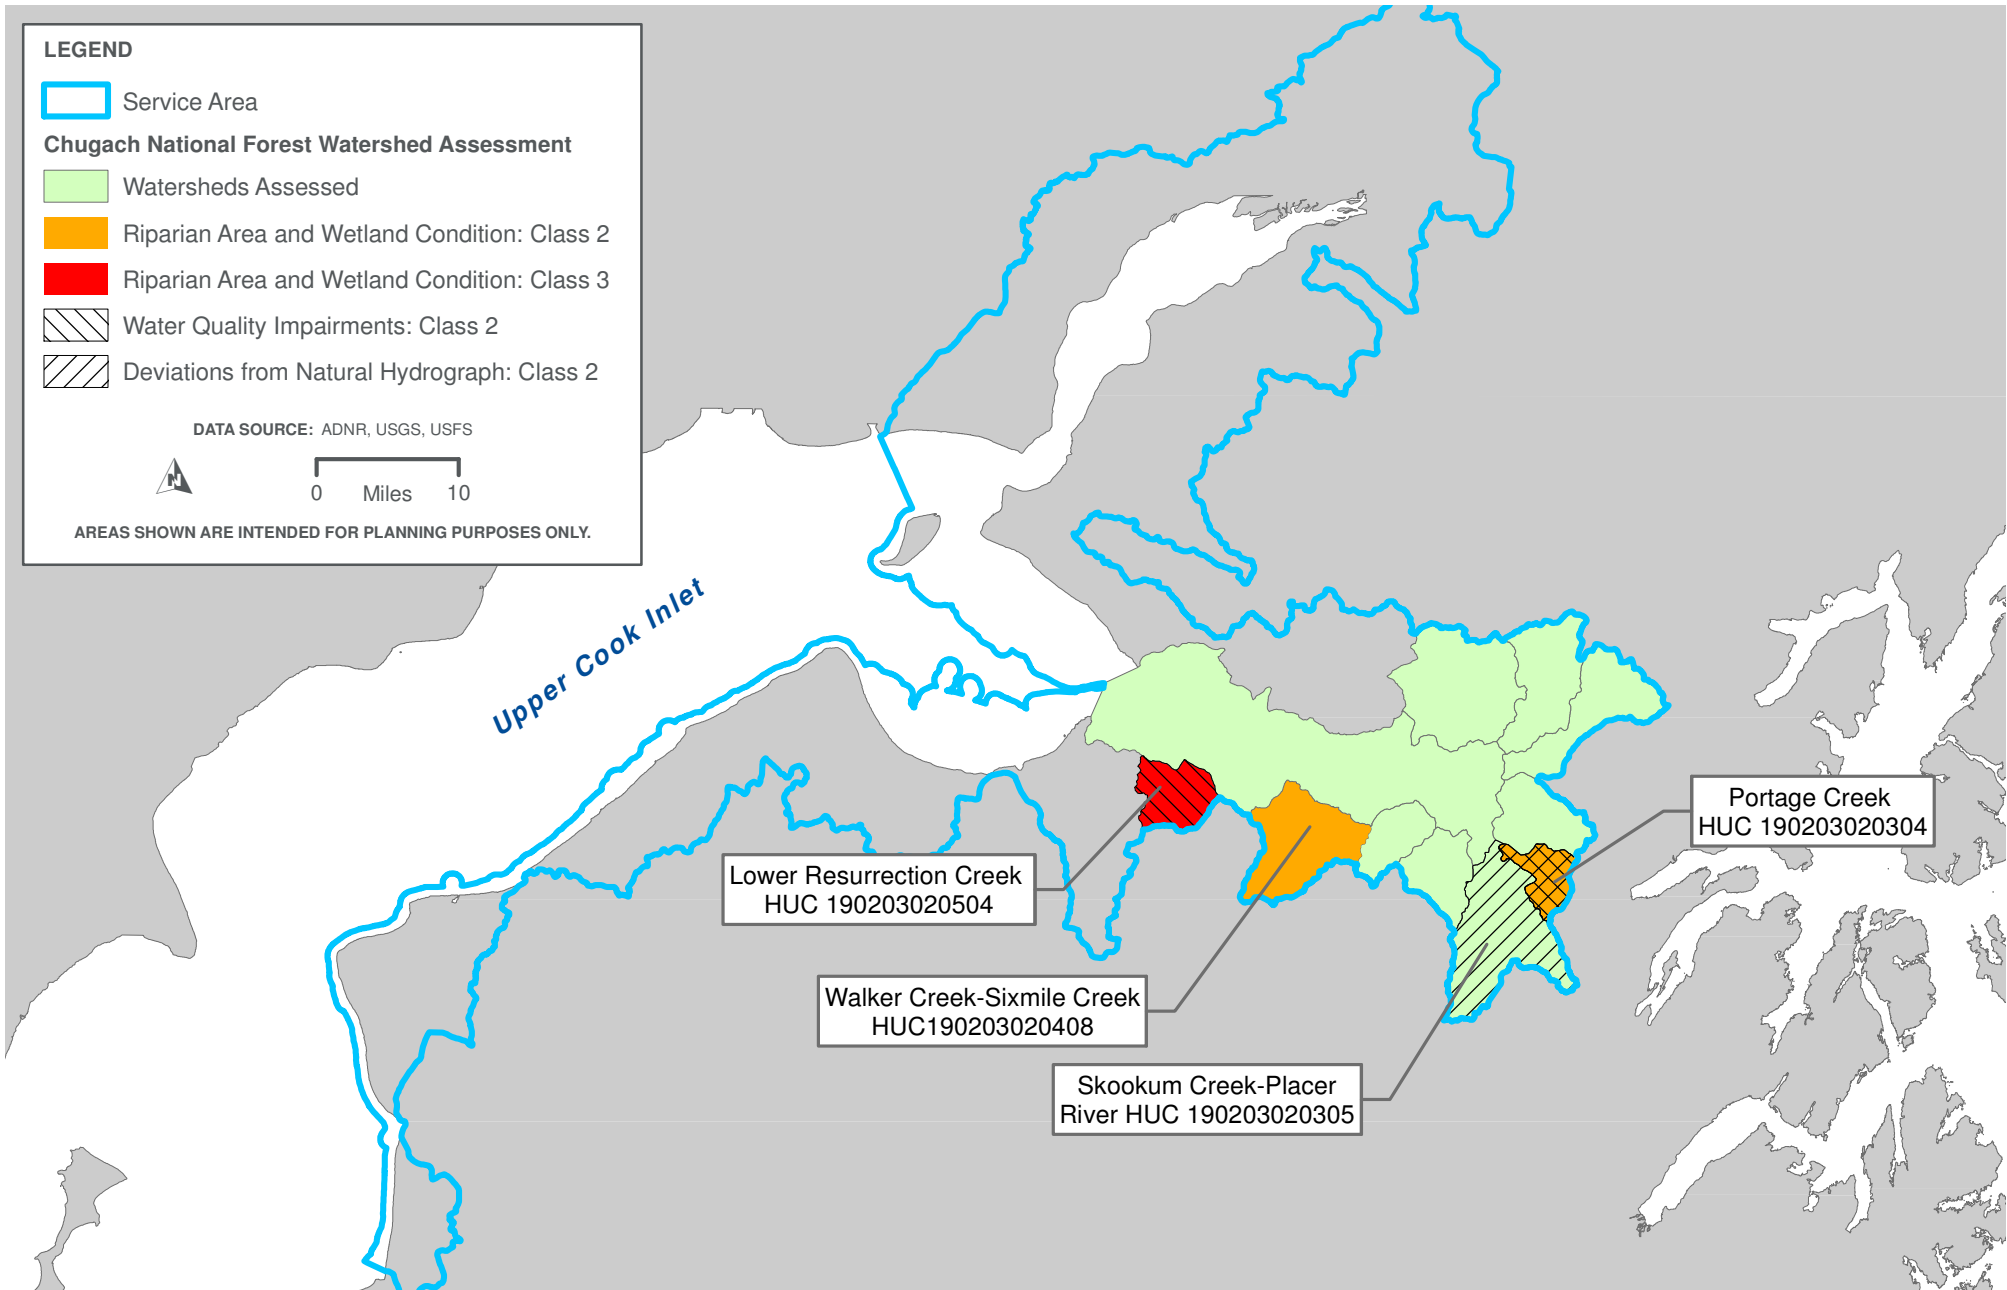 LEGEND
Service Area
Chugach National Forest Watershed Assessment
Watersheds Assessed
Riparian Area and Wetland Condition: Class 2
Riparian Area and Wetland Condition: Class 3
Water Quality Impairments: Class 2
Deviations from Natural Hydrograph: Class 2
DATA SOURCE: ADNR, USGS, USFS
N
0 Miles 10
AREAS SHOWN ARE INTENDED FOR PLANNING PURPOSES ONLY.
Upper Cook Inlet
Portage Creek
HUC 190203020304
Lower Resurrection Creek
HUC 190203020504
Walker Creek-Sixmile Creek
HUC190203020408
Skookum Creek-Placer
River HUC 190203020305